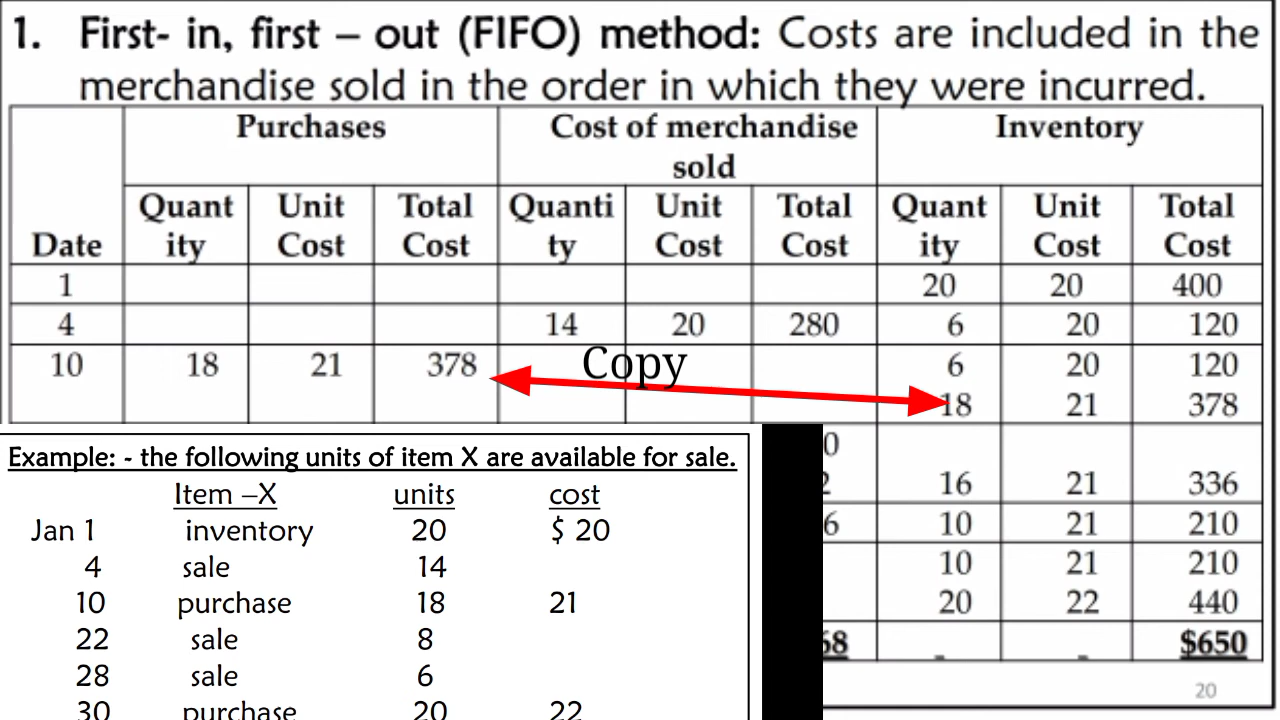 1. First- in, first – out (FIFO) method: Costs are included in the
merchandise sold in the order in which they were incurred.
Purchases Cost of merchandise sold Inventory
Date Quantity Unit Cost Total Cost Quantity Unit Cost Total Cost Quantity Unit Cost Total Cost
1 20 20 400
4 14 20 280 6 20 120
10 18 21 378 6 20 120
Copy
18 21 378
0
2 16 21 336
6 10 21 210
10 21 210
20 22 440
68 - - $650
20
Example: - the following units of item X are available for sale.
Item –X units cost
Jan 1 inventory 20 $ 20
4 sale 14
10 purchase 18 21
22 sale 8
28 sale 6
30 purchase 20 22